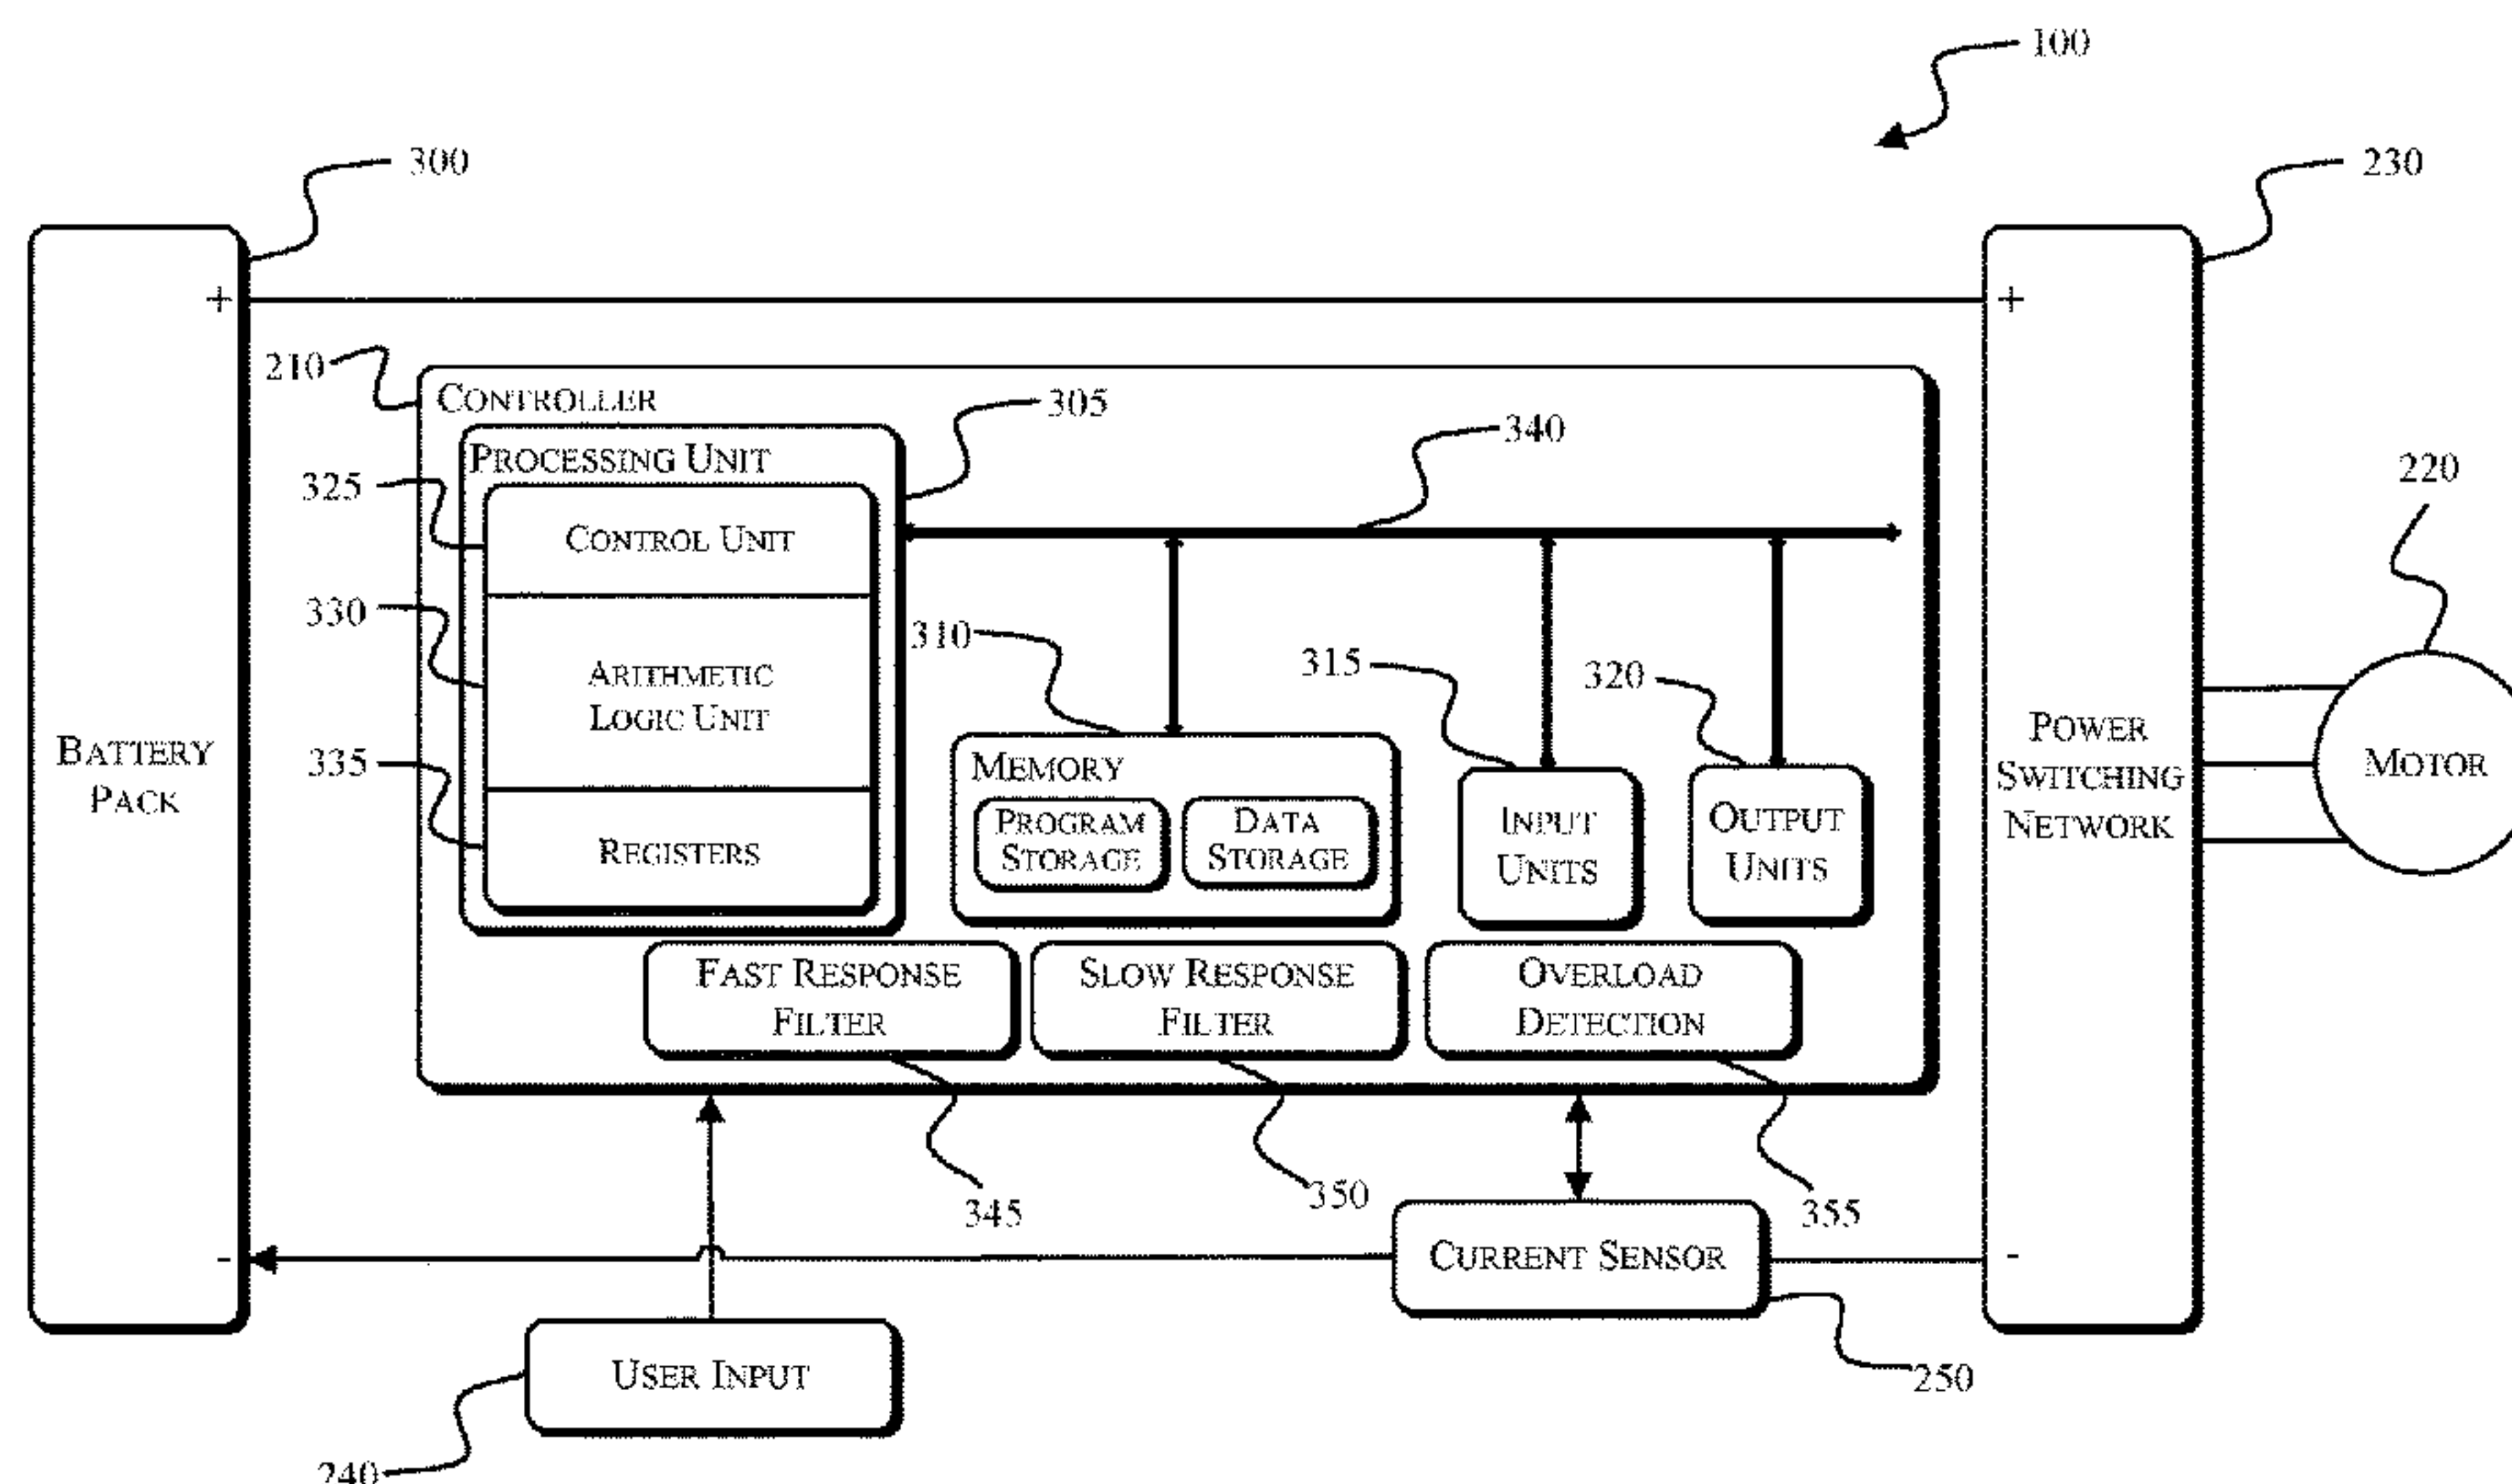 100
300
230
+
+
210
CONTROLLER
305
340
PROCESSING UNIT
325
CONTROL UNIT
220
330
310
315
320
ARITHMETIC
LOGIC UNIT
335
BATTERY
PACK
MEMORY
PROGRAM
STORAGE
DATA
STORAGE
INPUT
UNITS
OUTPUT
UNITS
POWER
SWITCHING
NETWORK
MOTOR
REGISTERS
FAST RESPONSE
FILTER
SLOW RESPONSE
FILTER
OVERLOAD
DETECTION
345
350
355
-
CURRENT SENSOR
-
USER INPUT
250
240